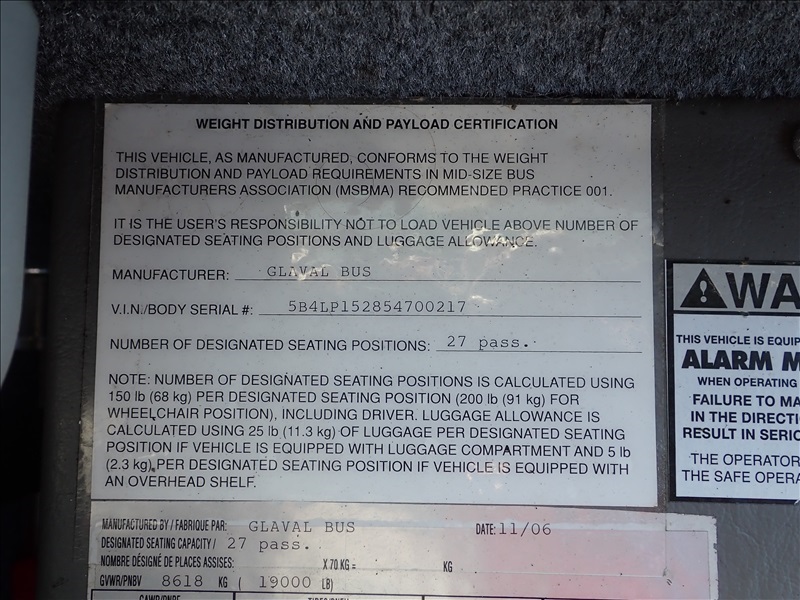 WEIGHT DISTRIBUTION AND PAYLOAD CERTIFICATION
THIS VEHICLE, AS MANUFACTURED, CONFORMS TO THE WEIGHT
DISTRIBUTION AND PAYLOAD REQUIREMENTS IN MID-SIZE BUS
MANUFACTURERS ASSOCIATION (MSBMA) RECOMMENDED PRACTICE 001.
IT IS THE USER'S RESPONSIBILITY NOT TO LOAD VEHICLE ABOVE NUMBER OF
DESIGNATED SEATING POSITIONS AND LUGGAGE ALLOWANCE.
MANUFACTURER: GLAVAL BUS
V.I.N./BODY SERIAL #: 5B4LP152854700217
NUMBER OF DESIGNATED SEATING POSITIONS: 27 pass.
NOTE: NUMBER OF DESIGNATED SEATING POSITIONS IS CALCULATED USING
150 lb (68 kg) PER DESIGNATED SEATING POSITION (200 lb (91 kg) FOR
WHEELCHAIR POSITION), INCLUDING DRIVER. LUGGAGE ALLOWANCE IS
CALCULATED USING 25 lb (11.3 kg) OF LUGGAGE PER DESIGNATED SEATING
POSITION IF VEHICLE IS EQUIPPED WITH LUGGAGE COMPARTMENT AND 5 lb
(2.3 kg) PER DESIGNATED SEATING POSITION IF VEHICLE IS EQUIPPED WITH
AN OVERHEAD SHELF.
MANUFACTURED BY / FABRIQUE PAR: GLAVAL BUS DATE: 11/06
DESIGNATED SEATING CAPACITY / 27 pass.
NOMBRE DÉSIGNÉ DE PLACES ASSISES: X 70 KG = KG
GVWR/PNBV 8618 KG ( 19000 LB)
WA
THIS VEHICLE IS EQUIP
ALARM M
WHEN OPERATING
FAILURE TO MA
IN THE DIRECTI
RESULT IN SERIO
THE OPERATOR
THE SAFE OPERA